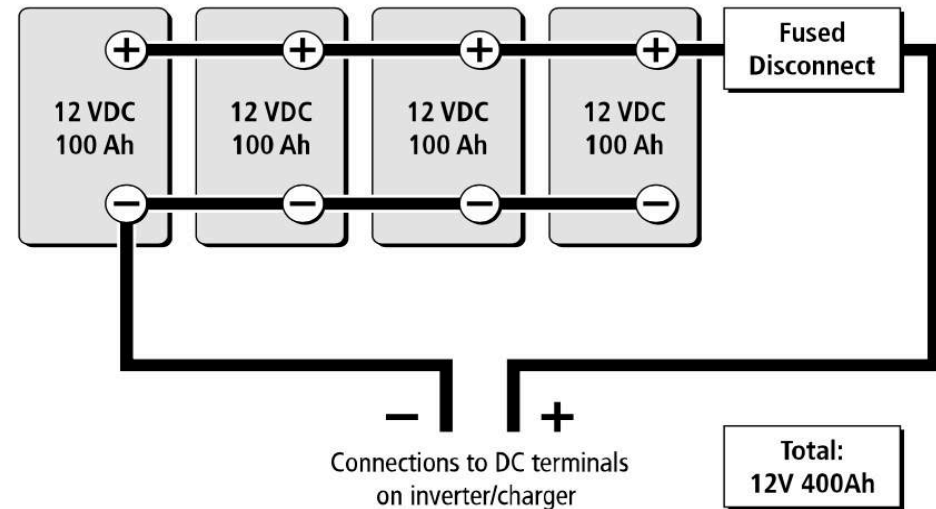 + + + +
Fused
Disconnect
12 VDC
100 Ah
12 VDC
100 Ah
12 VDC
100 Ah
12 VDC
100 Ah
− − − −
− +
Connections to DC terminals
on inverter/charger
Total:
12V 400Ah